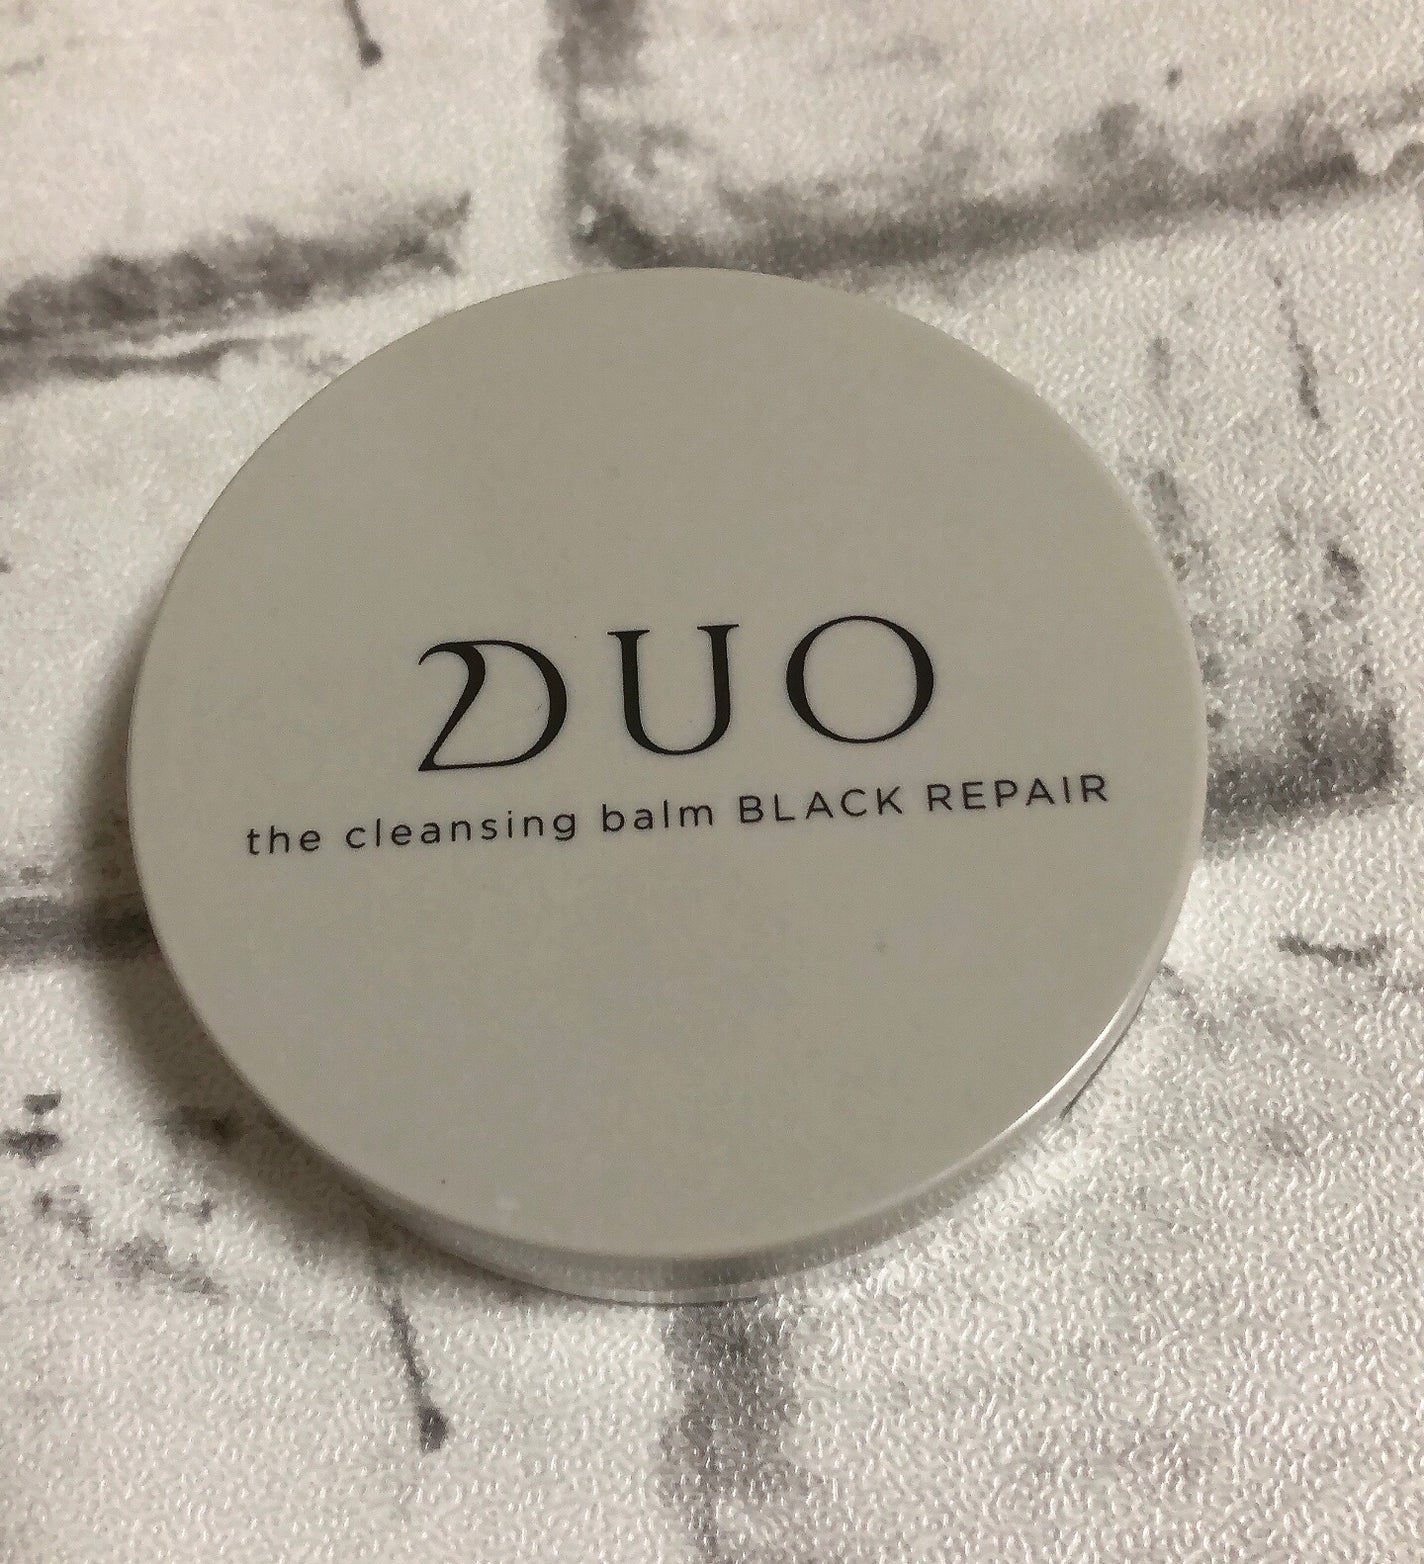 DUO
the cleansing balm BLACK REPAIR